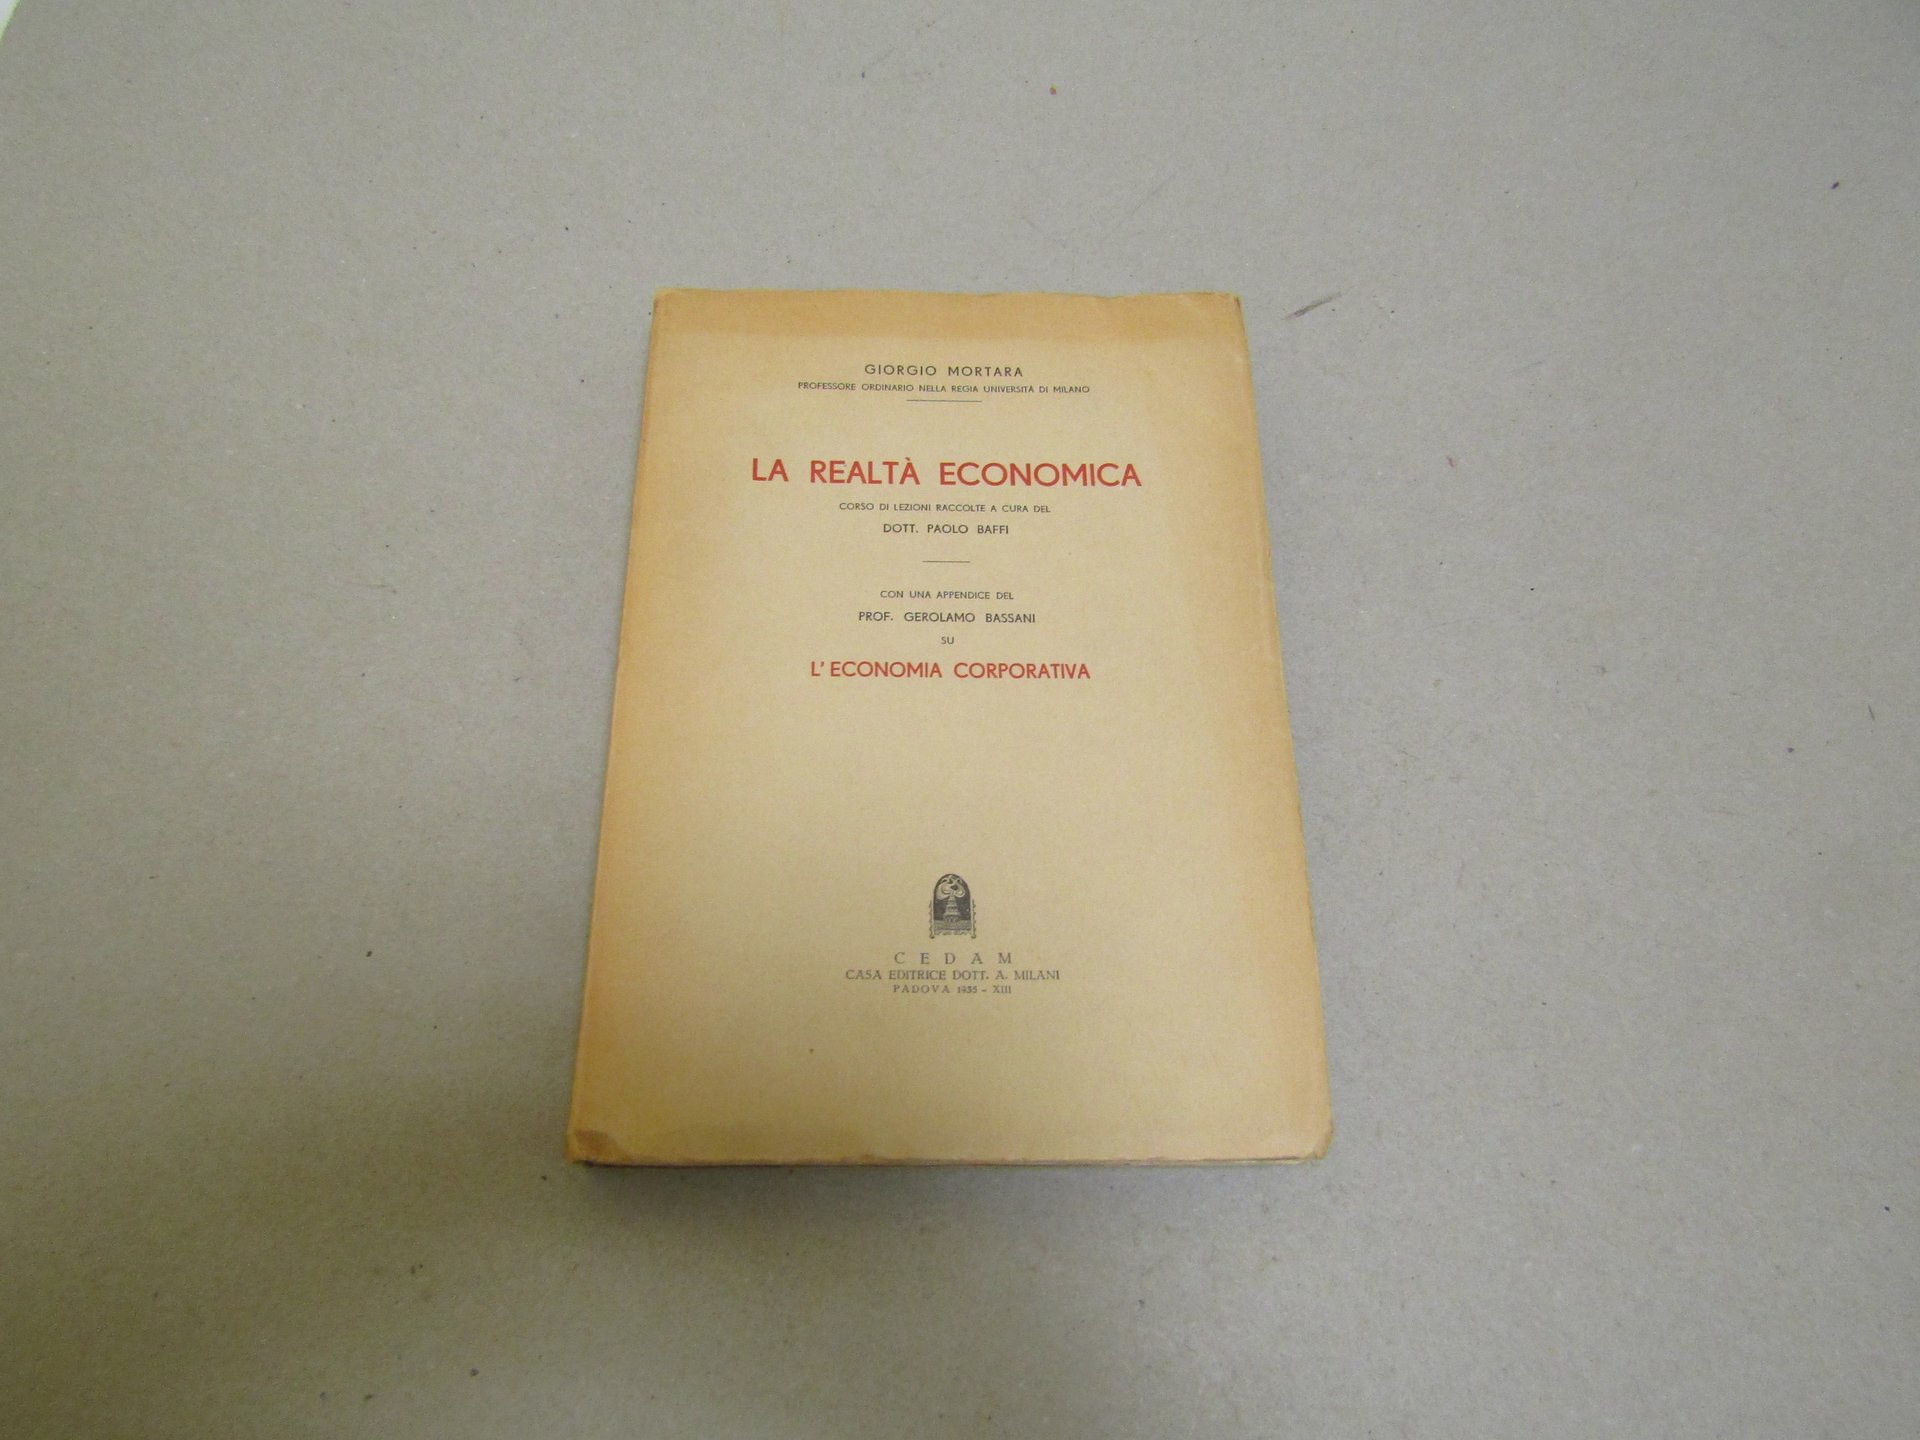 GIORGIO MORTARA
PROFESSORE ORDINARIO NELLA REGIA UNIVERSITÀ DI MILANO
LA REALTÀ ECONOMICA
CORSO DI LEZIONI RACCOLTE A CURA DEL
DOTT. PAOLO BAFFI
CON UNA APPENDICE DEL
PROF. GEROLAMO BASSANI
SU
L'ECONOMIA CORPORATIVA
CEDAM
CASA EDITRICE DOTT. A. MILANI
PADOVA 1935 - XIII